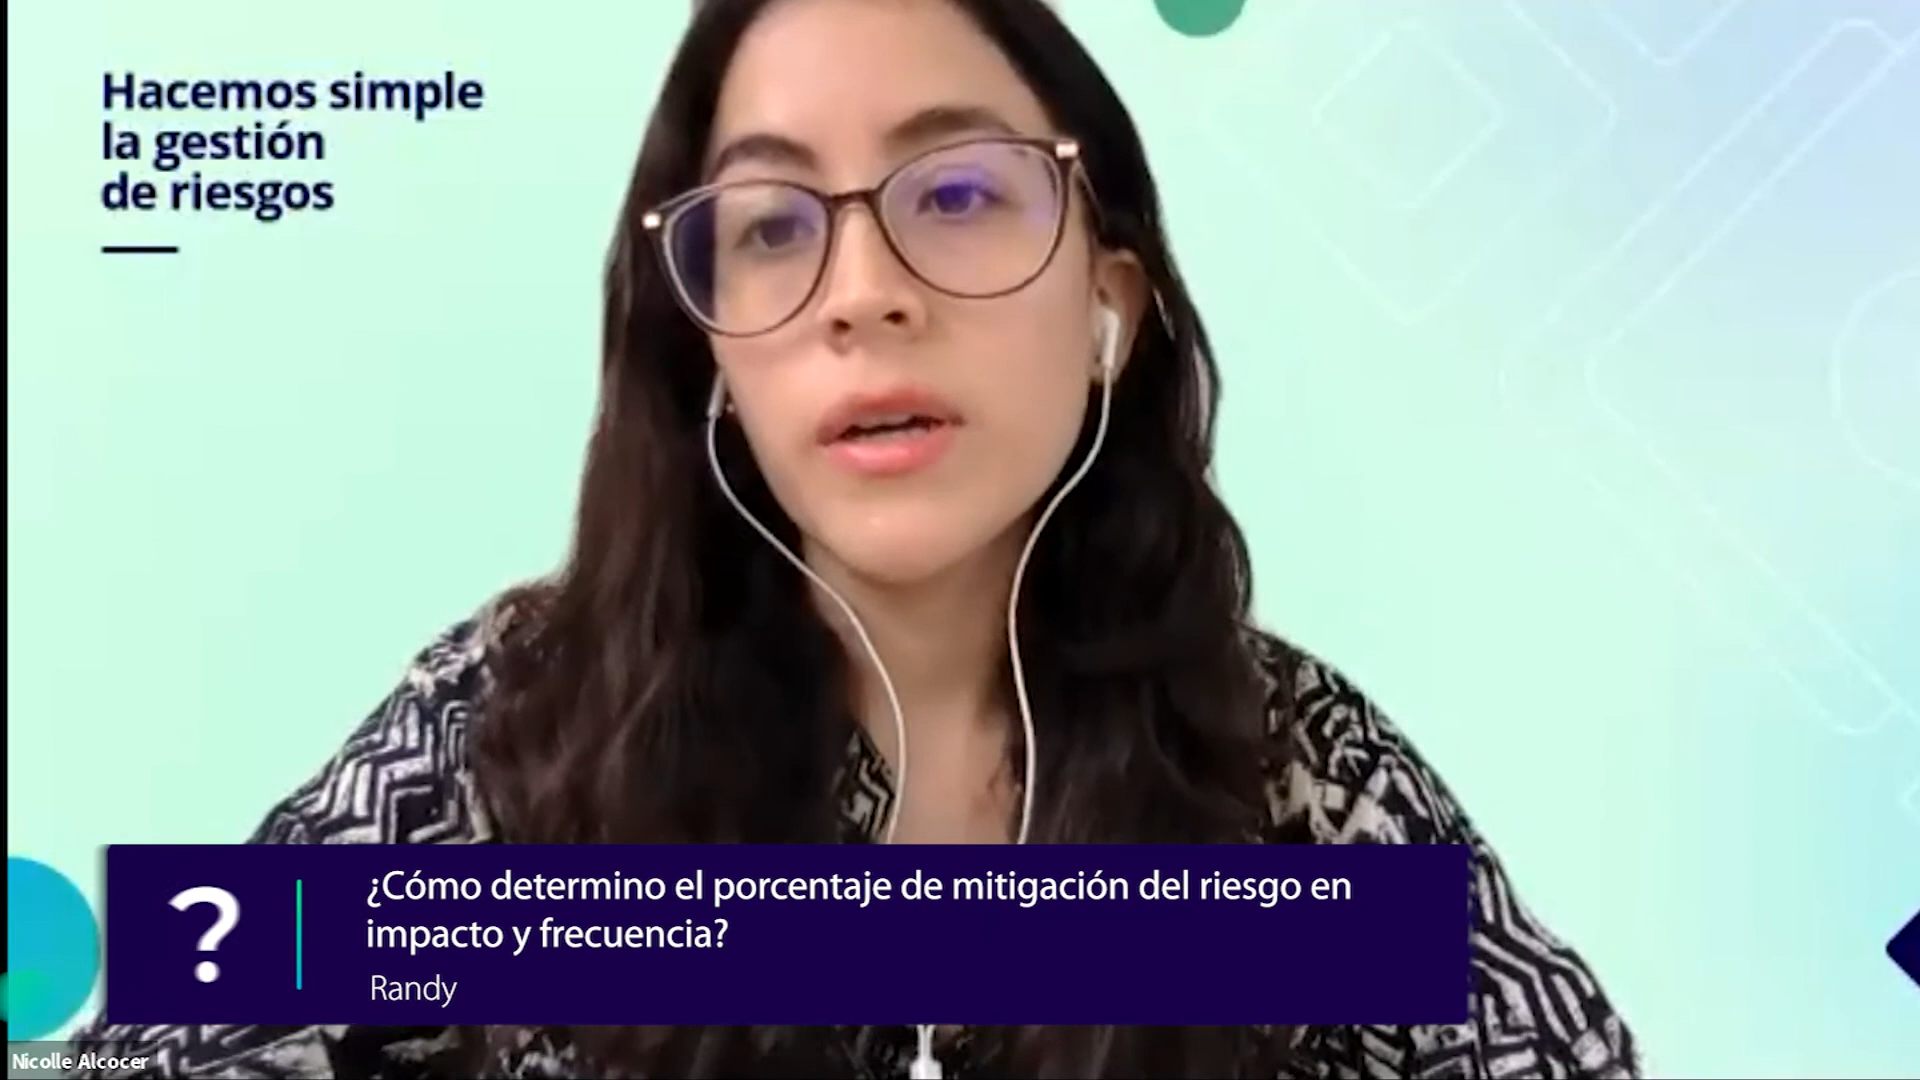 Hacemos simple
la gestión
de riesgos
?
¿Cómo determino el porcentaje de mitigación del riesgo en
impacto y frecuencia?
Randy
Nicolle Alcocer